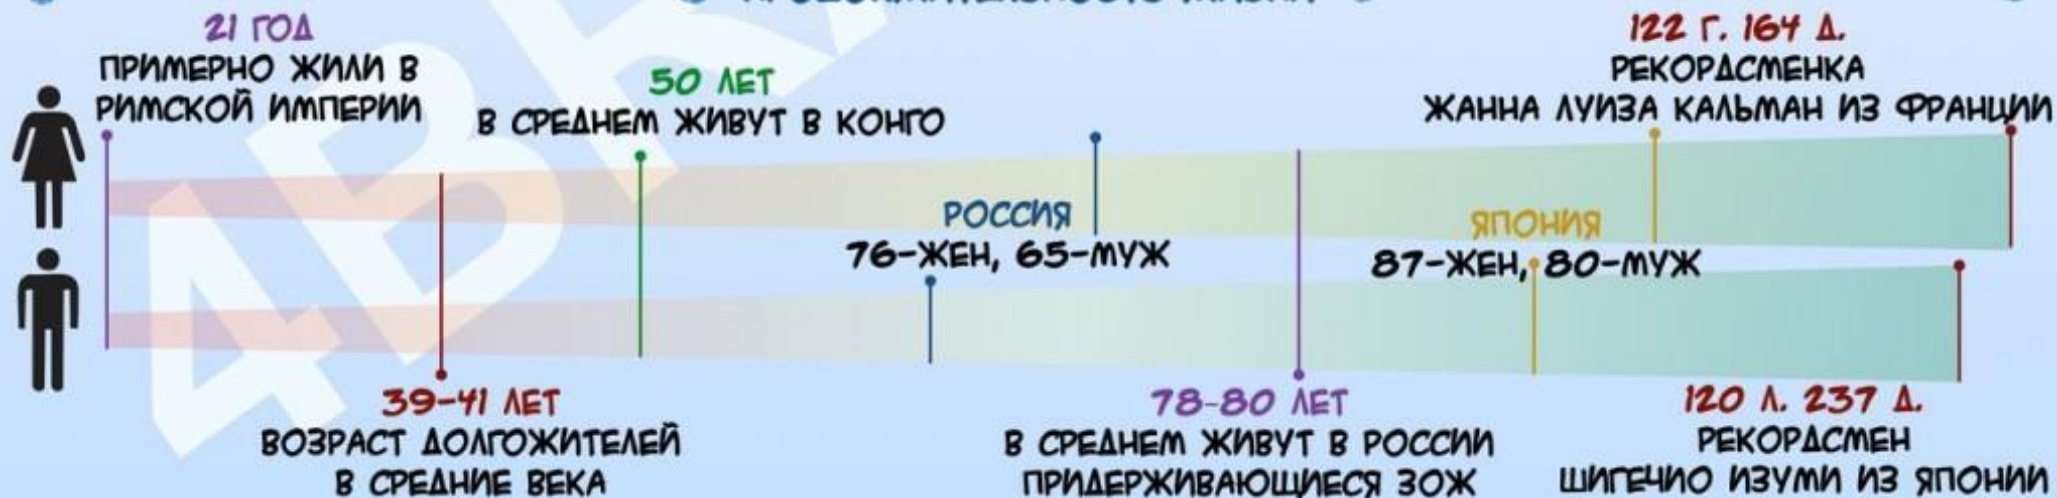 ПРОДОЛЖИТЕЛЬНОСТЬ ЖИЗНИ
21 ГОД
ПРИМЕРНО ЖИЛИ В
РИМСКОЙ ИМПЕРИИ
50 ЛЕТ
В СРЕДНЕМ ЖИВУТ В КОНГО
122 Г. 164 Д.
РЕКОРДСМЕНКА
ЖАННА ЛУИЗА КАЛЬМАН ИЗ ФРАНЦИИ
РОССИЯ
76-ЖЕН, 65-МУЖ
ЯПОНИЯ
87-ЖЕН, 80-МУЖ
39-41 ЛЕТ
ВОЗРАСТ ДОЛГОЖИТЕЛЕЙ
В СРЕДНИЕ ВЕКА
78-80 ЛЕТ
В СРЕДНЕМ ЖИВУТ В РОССИИ
ПРИДЕРЖИВАЮЩИЕСЯ ЗОЖ
120 Л. 237 Д.
РЕКОРДСМЕН
ШИГЕЧИО ИЗУМИ ИЗ ЯПОНИИ